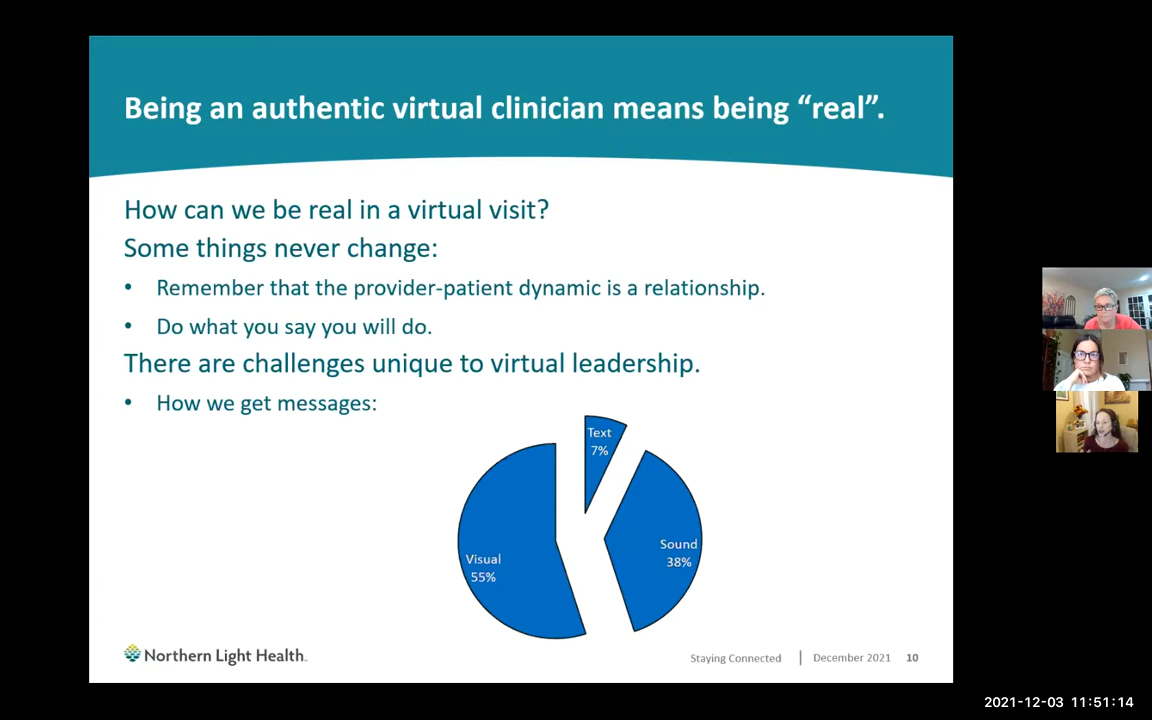 Being an authentic virtual clinician means being “real”.
How can we be real in a virtual visit?
Some things never change:
• Remember that the provider-patient dynamic is a relationship.
• Do what you say you will do.
There are challenges unique to virtual leadership.
• How we get messages:
Text
7%
Sound
38%
Visual
55%
Northern Light Health.
Staying Connected | December 2021 10
2021-12-03 11:51:14